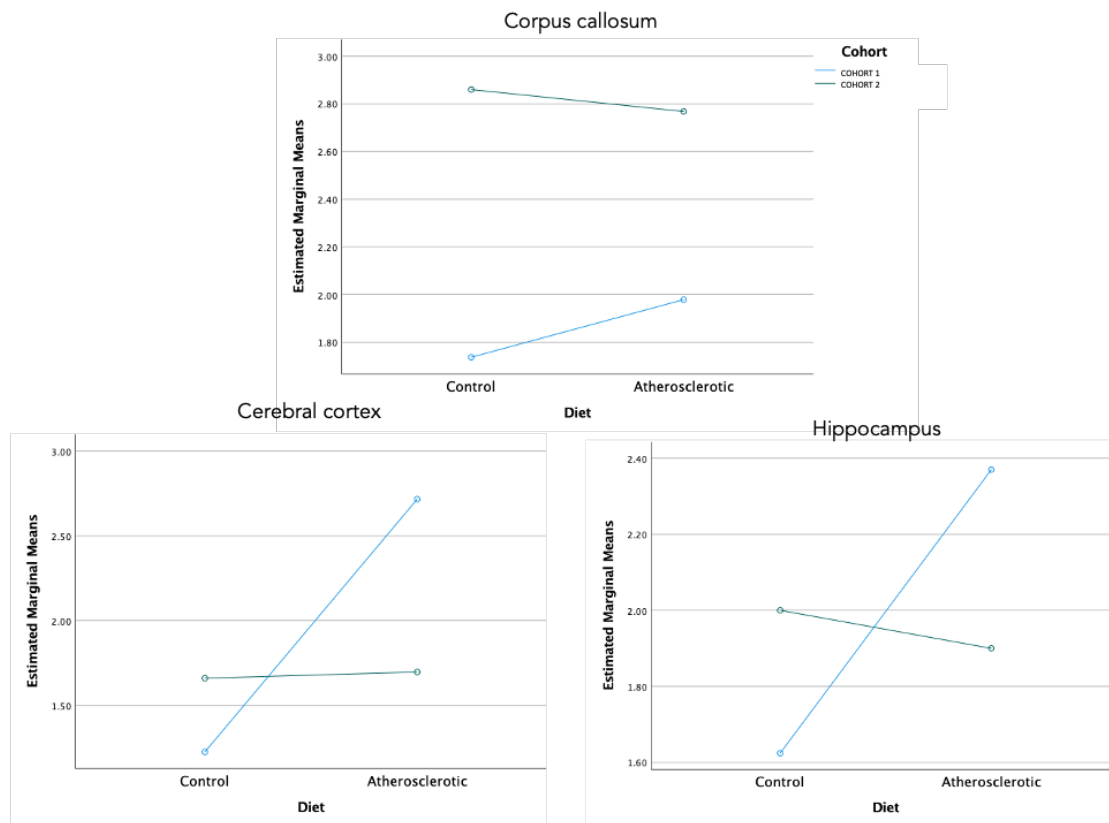 Corpus callosum
Cohort
COHORT 1
COHORT 2
Estimated Marginal Means
3.00
2.80
2.60
2.40
2.20
2.00
1.80
Control Atherosclerotic
Diet
Cerebral cortex
Estimated Marginal Means
3.00
2.50
2.00
1.50
Control Atherosclerotic
Diet
Hippocampus
Estimated Marginal Means
2.40
2.20
2.00
1.80
1.60
Control Atherosclerotic
Diet